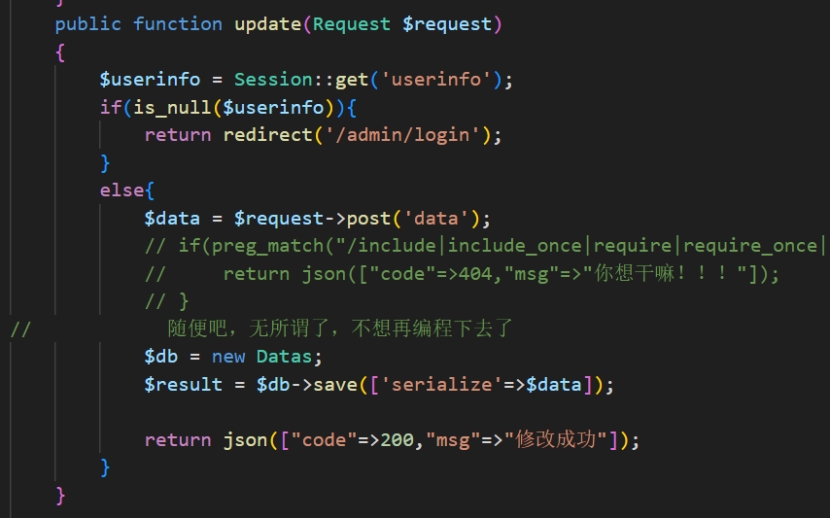 }
public function update(Request $request)
{
$userinfo = Session::get('userinfo');
if(is_null($userinfo)){
return redirect('/admin/login');
}
else{
$data = $request->post('data');
// if(preg_match("/include|include_once|require|require_once|
// return json(["code"=>404,"msg"=>"你想干嘛！！！"]);
// }
// 随便吧，无所谓了，不想再编程下去了
$db = new Datas;
$result = $db->save(['serialize'=>$data]);
return json(["code"=>200,"msg"=>"修改成功"]);
}
}